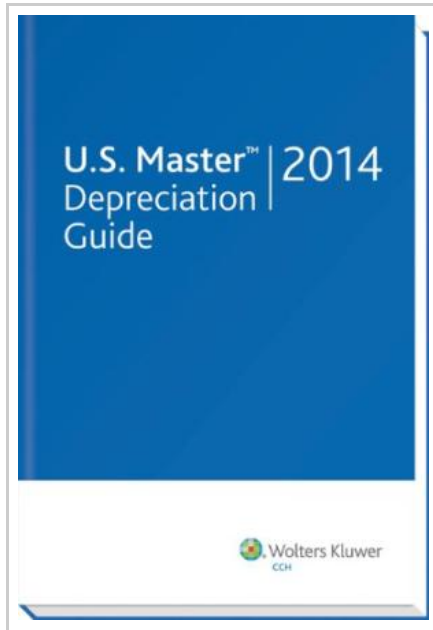 U.S. Master™ | 2014
Depreciation
Guide
Wolters Kluwer
CCH